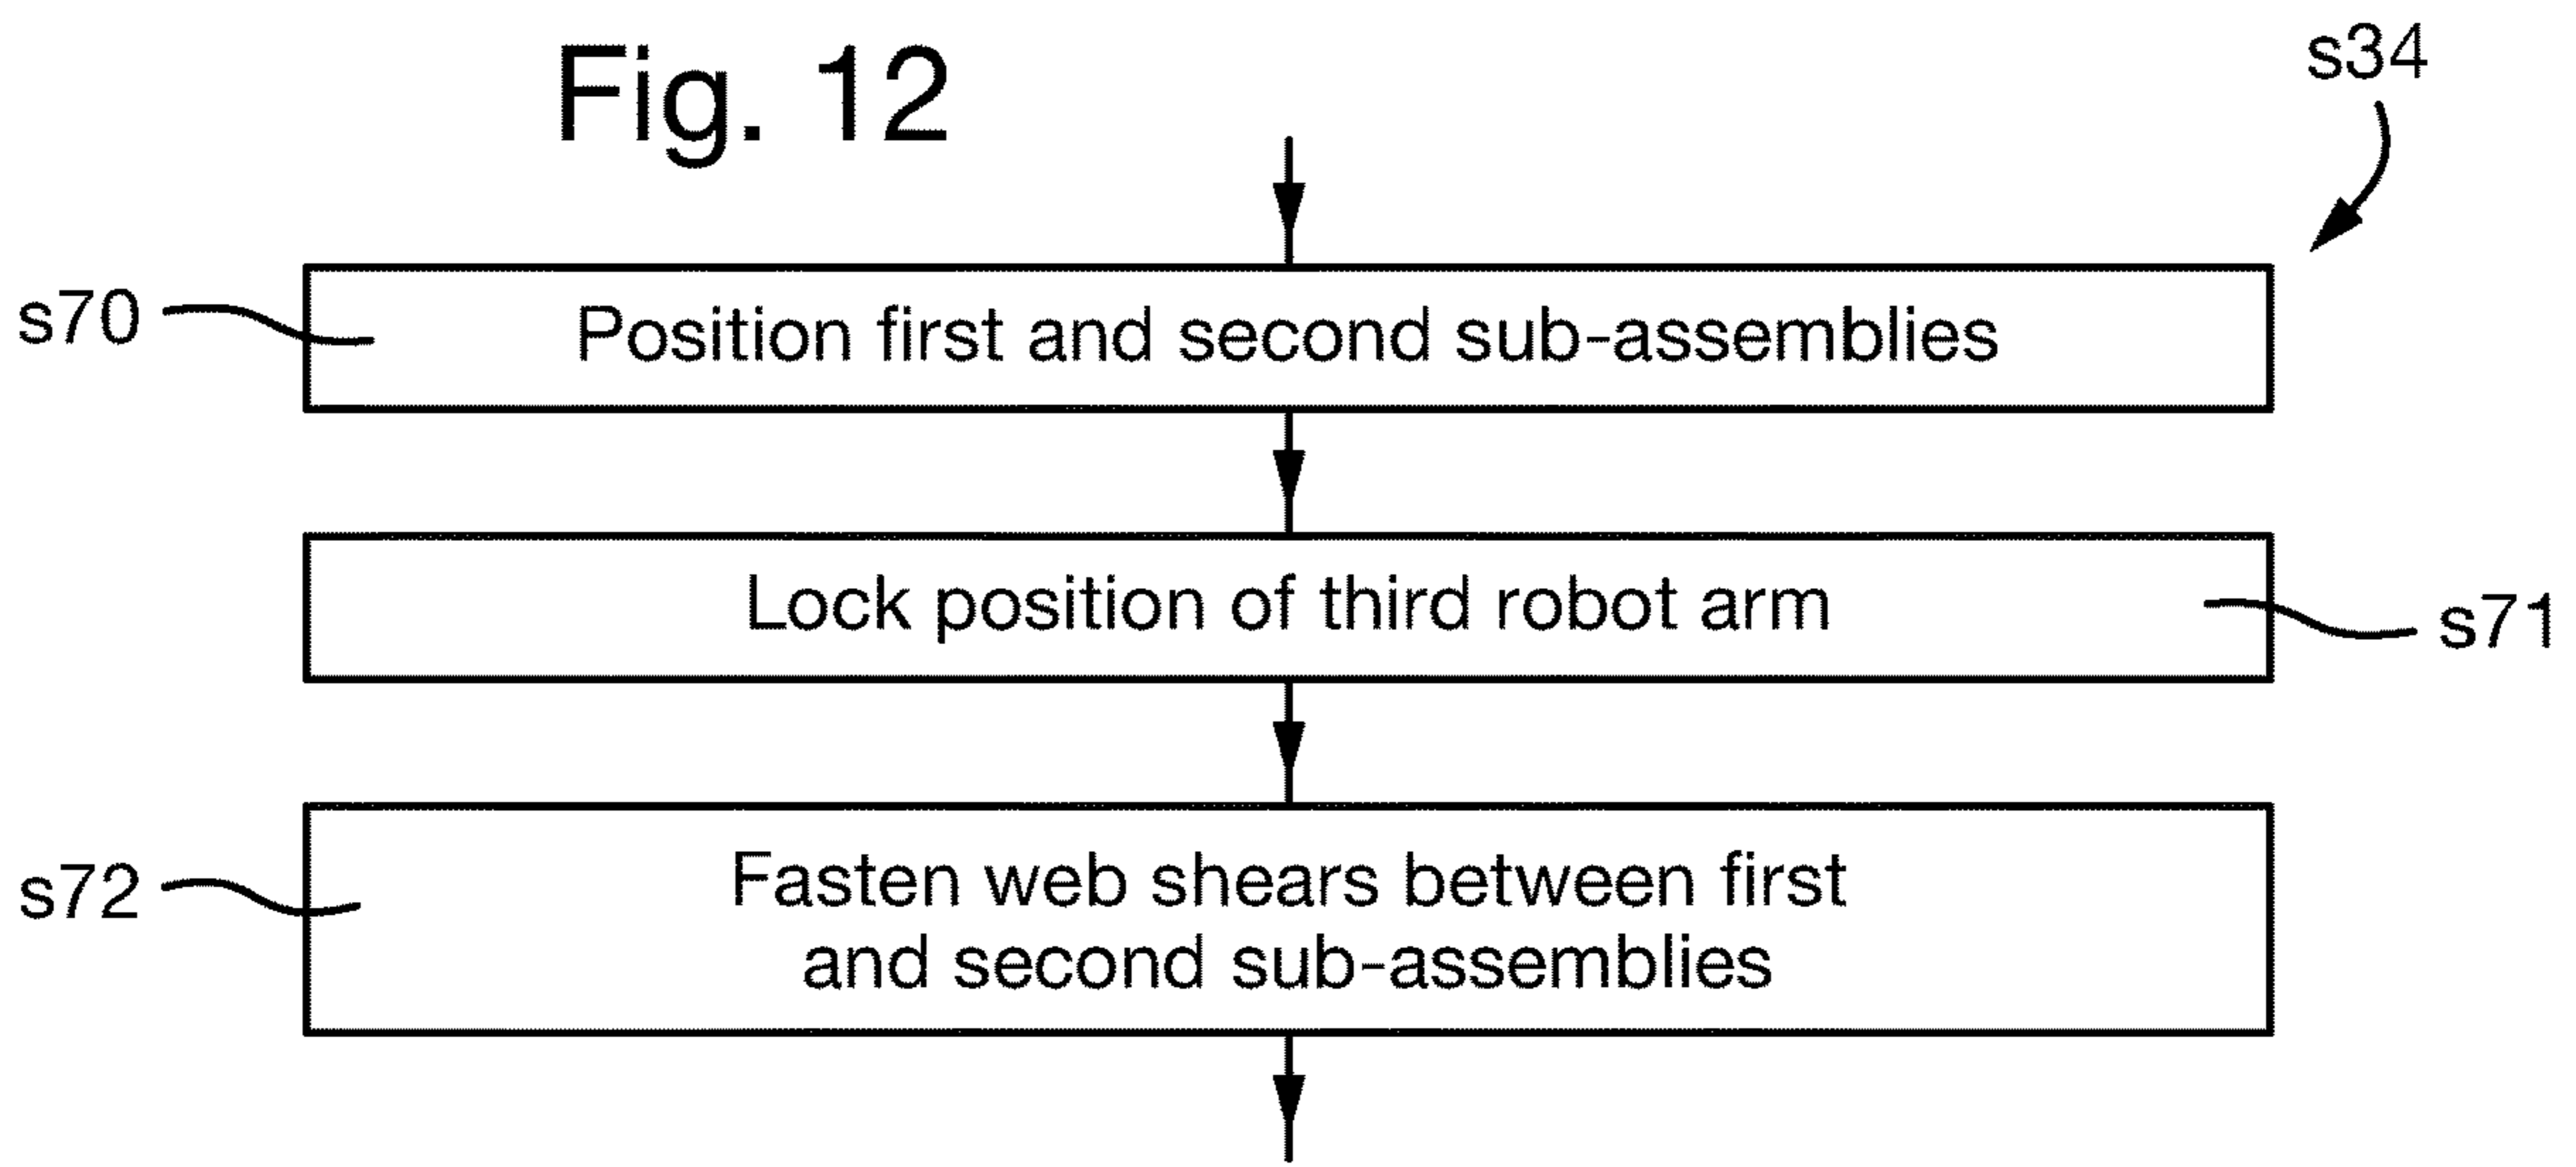 Fig. 12
s34
s70
Position first and second sub-assemblies
Lock position of third robot arm
s71
s72
Fasten web shears between first
and second sub-assemblies